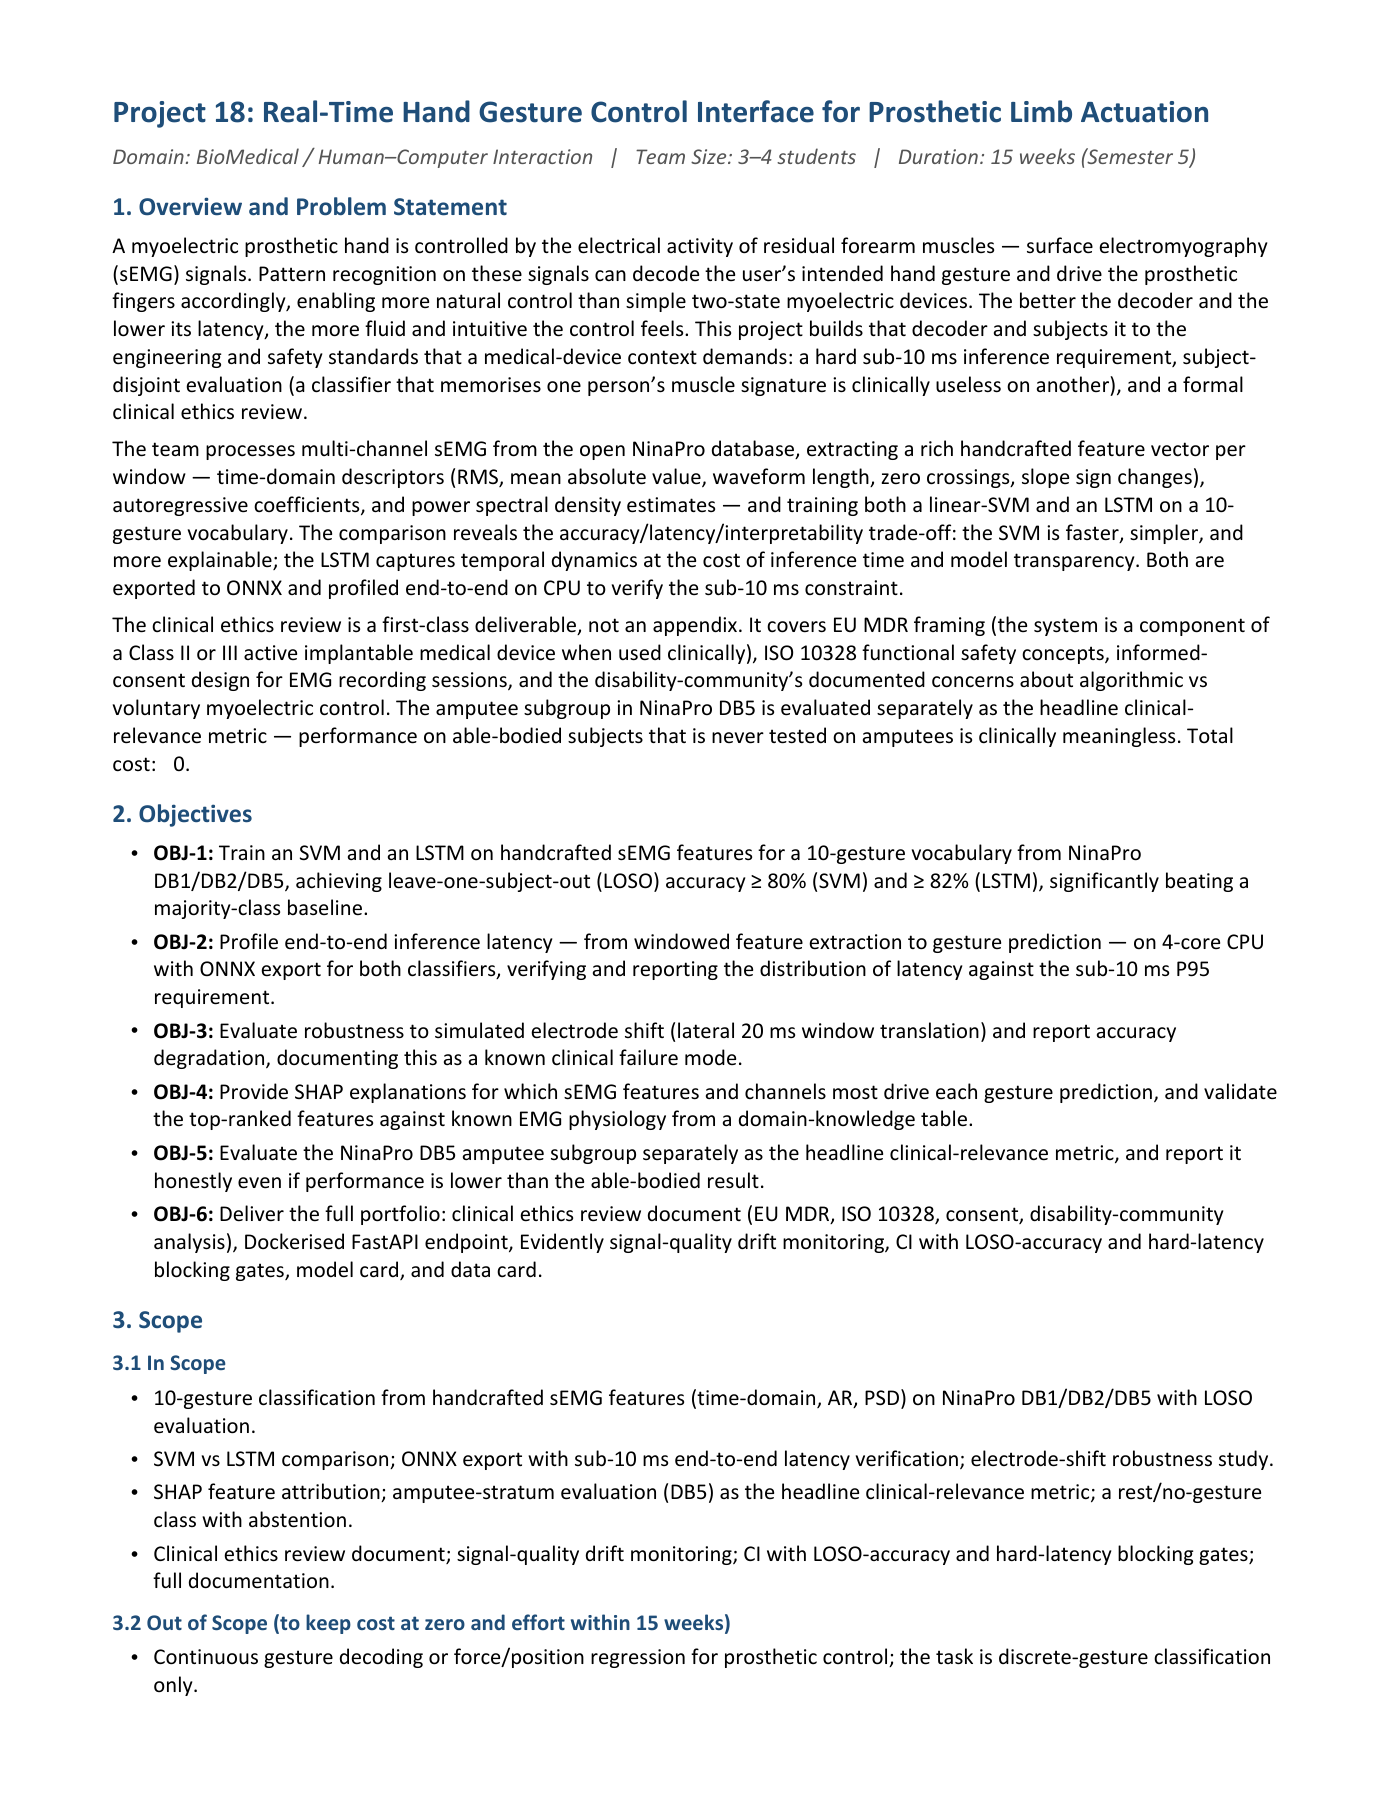 Project 18: Real-Time Hand Gesture Control Interface for Prosthetic Limb Actuation
Domain: BioMedical / Human–Computer Interaction | Team Size: 3–4 students | Duration: 15 weeks (Semester 5)
1. Overview and Problem Statement
A myoelectric prosthetic hand is controlled by the electrical activity of residual forearm muscles — surface electromyography
(sEMG) signals. Pattern recognition on these signals can decode the user’s intended hand gesture and drive the prosthetic
fingers accordingly, enabling more natural control than simple two-state myoelectric devices. The better the decoder and the
lower its latency, the more fluid and intuitive the control feels. This project builds that decoder and subjects it to the
engineering and safety standards that a medical-device context demands: a hard sub-10 ms inference requirement, subject-
disjoint evaluation (a classifier that memorises one person’s muscle signature is clinically useless on another), and a formal
clinical ethics review.
The team processes multi-channel sEMG from the open NinaPro database, extracting a rich handcrafted feature vector per
window — time-domain descriptors (RMS, mean absolute value, waveform length, zero crossings, slope sign changes),
autoregressive coefficients, and power spectral density estimates — and training both a linear-SVM and an LSTM on a 10-
gesture vocabulary. The comparison reveals the accuracy/latency/interpretability trade-off: the SVM is faster, simpler, and
more explainable; the LSTM captures temporal dynamics at the cost of inference time and model transparency. Both are
exported to ONNX and profiled end-to-end on CPU to verify the sub-10 ms constraint.
The clinical ethics review is a first-class deliverable, not an appendix. It covers EU MDR framing (the system is a component of
a Class II or III active implantable medical device when used clinically), ISO 10328 functional safety concepts, informed-
consent design for EMG recording sessions, and the disability-community’s documented concerns about algorithmic vs
voluntary myoelectric control. The amputee subgroup in NinaPro DB5 is evaluated separately as the headline clinical-
relevance metric — performance on able-bodied subjects that is never tested on amputees is clinically meaningless. Total
cost: 0.
2. Objectives
• OBJ-1: Train an SVM and an LSTM on handcrafted sEMG features for a 10-gesture vocabulary from NinaPro
DB1/DB2/DB5, achieving leave-one-subject-out (LOSO) accuracy ≥ 80% (SVM) and ≥ 82% (LSTM), significantly beating a
majority-class baseline.
• OBJ-2: Profile end-to-end inference latency — from windowed feature extraction to gesture prediction — on 4-core CPU
with ONNX export for both classifiers, verifying and reporting the distribution of latency against the sub-10 ms P95
requirement.
• OBJ-3: Evaluate robustness to simulated electrode shift (lateral 20 ms window translation) and report accuracy
degradation, documenting this as a known clinical failure mode.
• OBJ-4: Provide SHAP explanations for which sEMG features and channels most drive each gesture prediction, and validate
the top-ranked features against known EMG physiology from a domain-knowledge table.
• OBJ-5: Evaluate the NinaPro DB5 amputee subgroup separately as the headline clinical-relevance metric, and report it
honestly even if performance is lower than the able-bodied result.
• OBJ-6: Deliver the full portfolio: clinical ethics review document (EU MDR, ISO 10328, consent, disability-community
analysis), Dockerised FastAPI endpoint, Evidently signal-quality drift monitoring, CI with LOSO-accuracy and hard-latency
blocking gates, model card, and data card.
3. Scope
3.1 In Scope
• 10-gesture classification from handcrafted sEMG features (time-domain, AR, PSD) on NinaPro DB1/DB2/DB5 with LOSO
evaluation.
• SVM vs LSTM comparison; ONNX export with sub-10 ms end-to-end latency verification; electrode-shift robustness study.
• SHAP feature attribution; amputee-stratum evaluation (DB5) as the headline clinical-relevance metric; a rest/no-gesture
class with abstention.
• Clinical ethics review document; signal-quality drift monitoring; CI with LOSO-accuracy and hard-latency blocking gates;
full documentation.
3.2 Out of Scope (to keep cost at zero and effort within 15 weeks)
• Continuous gesture decoding or force/position regression for prosthetic control; the task is discrete-gesture classification
only.